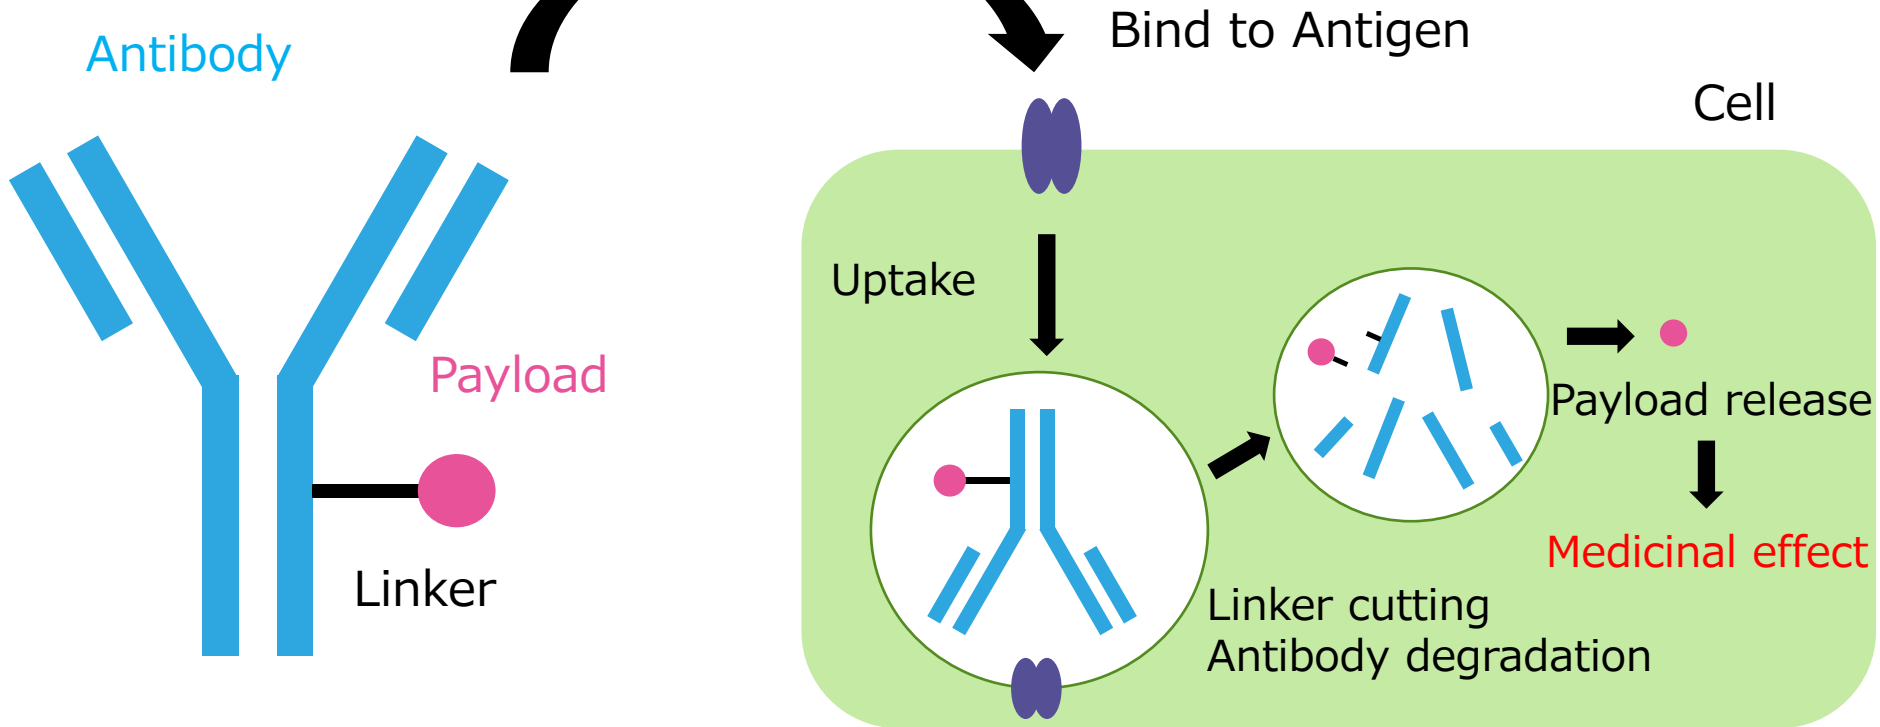 Antibody
Payload
Linker
Bind to Antigen
Cell
Uptake
Payload release
Medicinal effect
Linker cutting
Antibody degradation